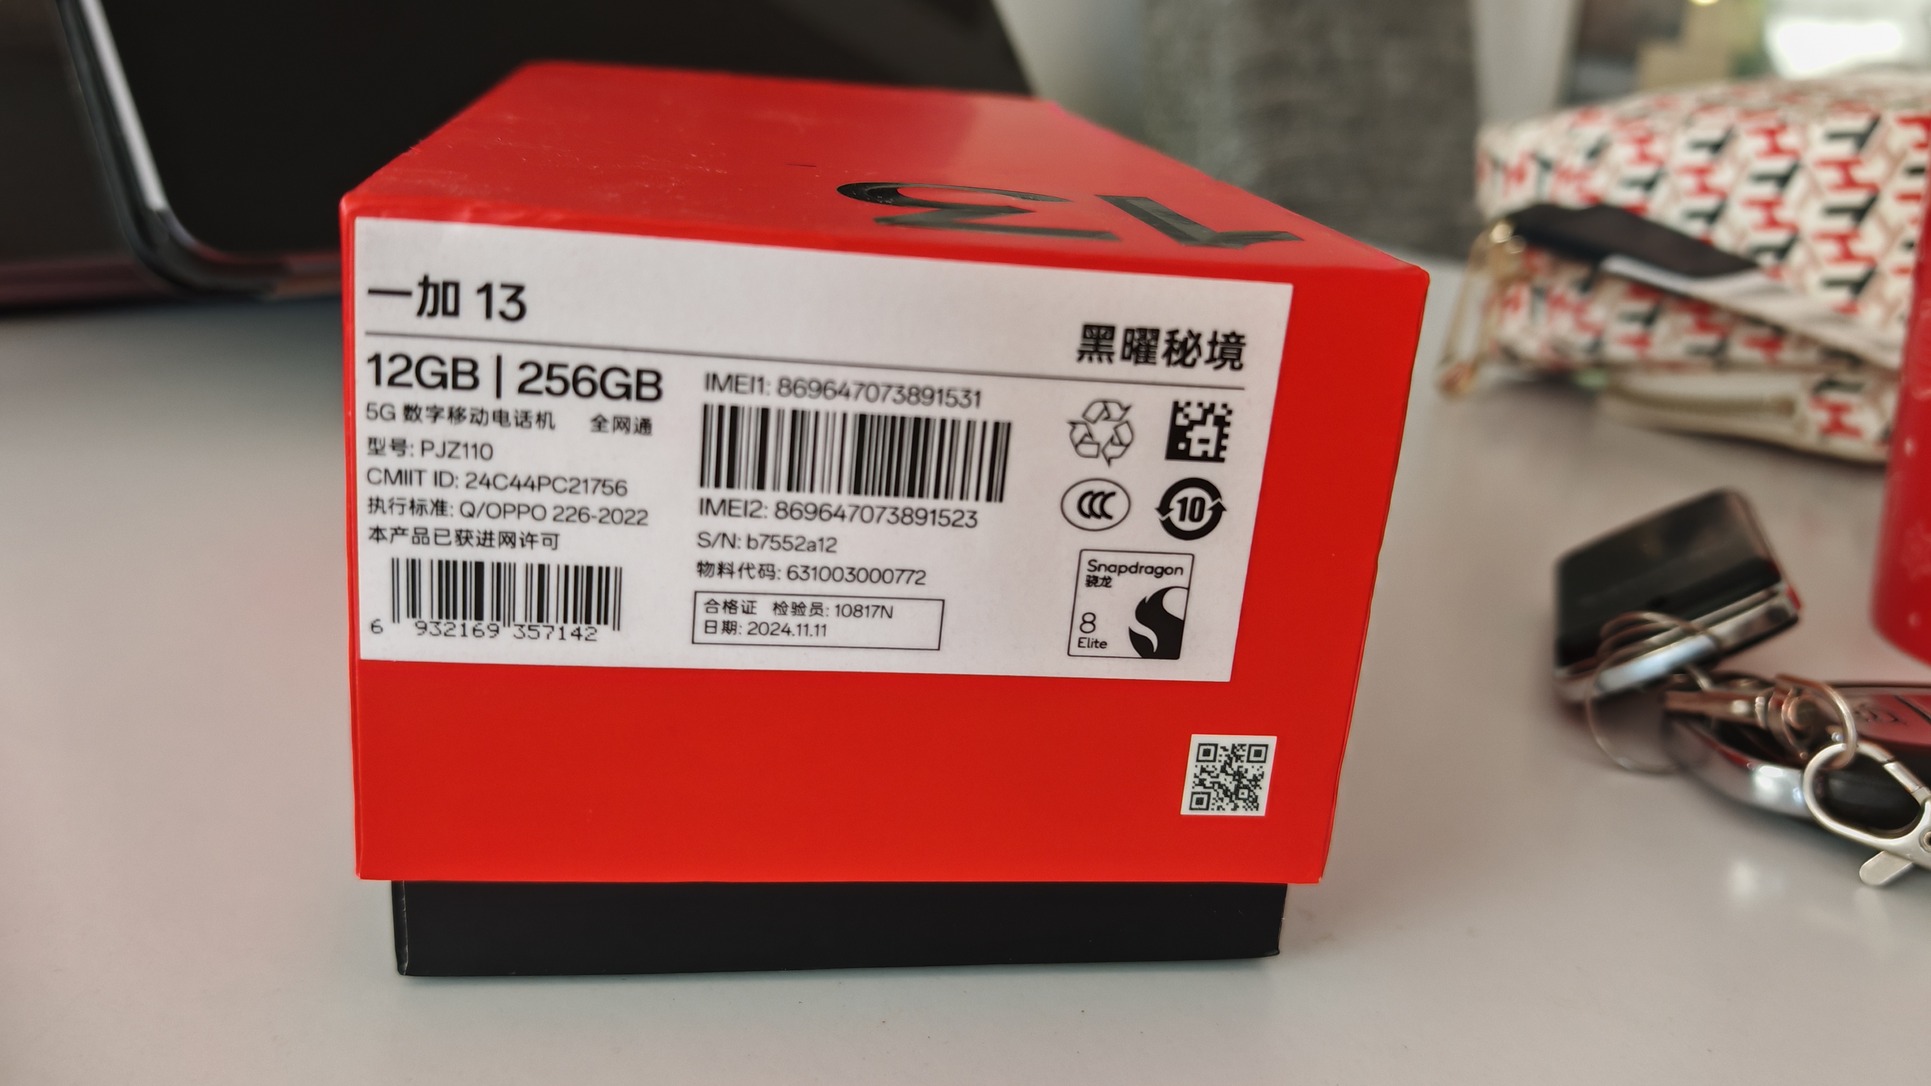 13
一加 13
黑曜秘境
12GB | 256GB
5G 数字移动电话机 全网通
型号: PJZ110
CMIIT ID: 24C44PC21756
执行标准: Q/OPPO 226-2022
本产品已获进网许可
6 932169 357142
IMEI1: 869647073891531
IMEI2: 869647073891523
S/N: b7552a12
物料代码: 631003000772
合格证 检验员: 10817N
日期: 2024.11.11
10
Snapdragon
骁龙
8
Elite